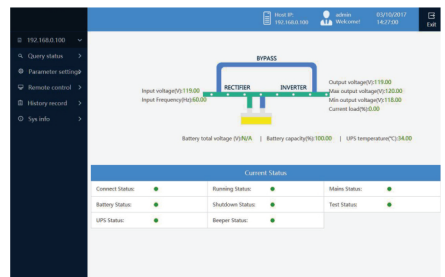 Host IP:
192.168.0.100
admin
Welcome!
03/10/2017
14:27:00
Exit
192.168.0.100
Query status
Parameter settings
Remote control
History record
Sys info
BYPASS
RECTIFIER
INVERTER
Input voltage(V):119.00
Input Frequency(Hz):60.00
Output voltage(V):119.00
Max output voltage(V):120.00
Min output voltage(V):118.00
Current load(%):0.00
Battery total voltage (V):N/A | Battery capacity(%):100.00 | UPS temperature(°C):34.00
Current Status
Connect Status:
Running Status:
Mains Status:
Battery Status:
Shutdown Status:
Test Status:
UPS Status:
Beeper Status: